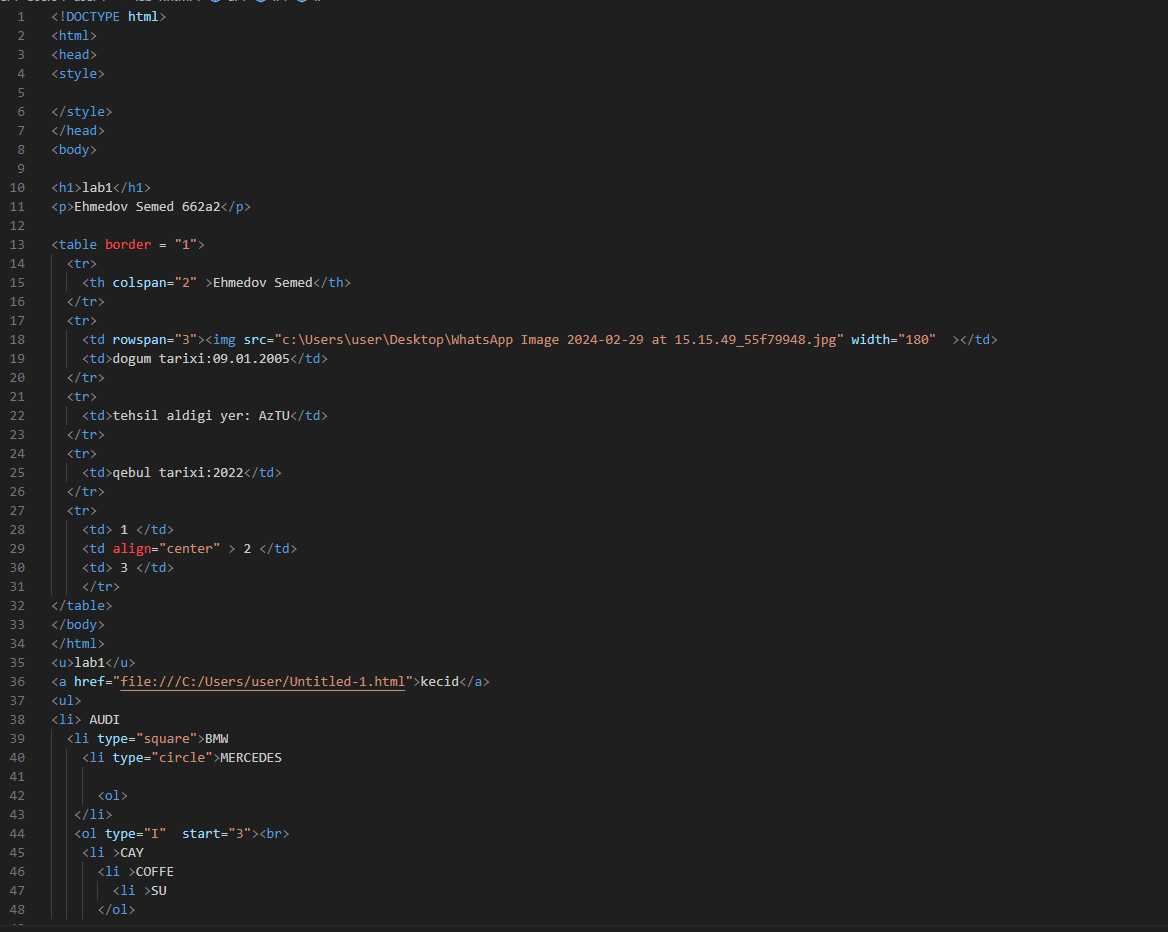 1 <!DOCTYPE html>
2 <html>
3 <head>
4 <style>
5
6 </style>
7 </head>
8 <body>
9
10 <h1>lab1</h1>
11 <p>Ehmedov Semed 662a2</p>
12
13 <table border = "1">
14 <tr>
15 <th colspan="2" >Ehmedov Semed</th>
16 </tr>
17 <tr>
18 <td rowspan="3"><img src="c:\Users\user\Desktop\WhatsApp Image 2024-02-29 at 15.15.49_55f79948.jpg" width="180"  ></td>
19 <td>dogum tarixi:09.01.2005</td>
20 </tr>
21 <tr>
22 <td>tehsil aldigi yer: AzTU</td>
23 </tr>
24 <tr>
25 <td>qebul tarixi:2022</td>
26 </tr>
27 <tr>
28 <td> 1 </td>
29 <td align="center" > 2 </td>
30 <td> 3 </td>
31 </tr>
32 </table>
33 </body>
34 </html>
35 <u>lab1</u>
36 <a href="file:///C:/Users/user/Untitled-1.html">kecid</a>
37 <ul>
38 <li> AUDI
39 <li type="square">BMW
40 <li type="circle">MERCEDES
41
42 <ol>
43 </li>
44 <ol type="I"  start="3"><br>
45 <li >CAY
46 <li >COFFE
47 <li >SU
48 </ol>